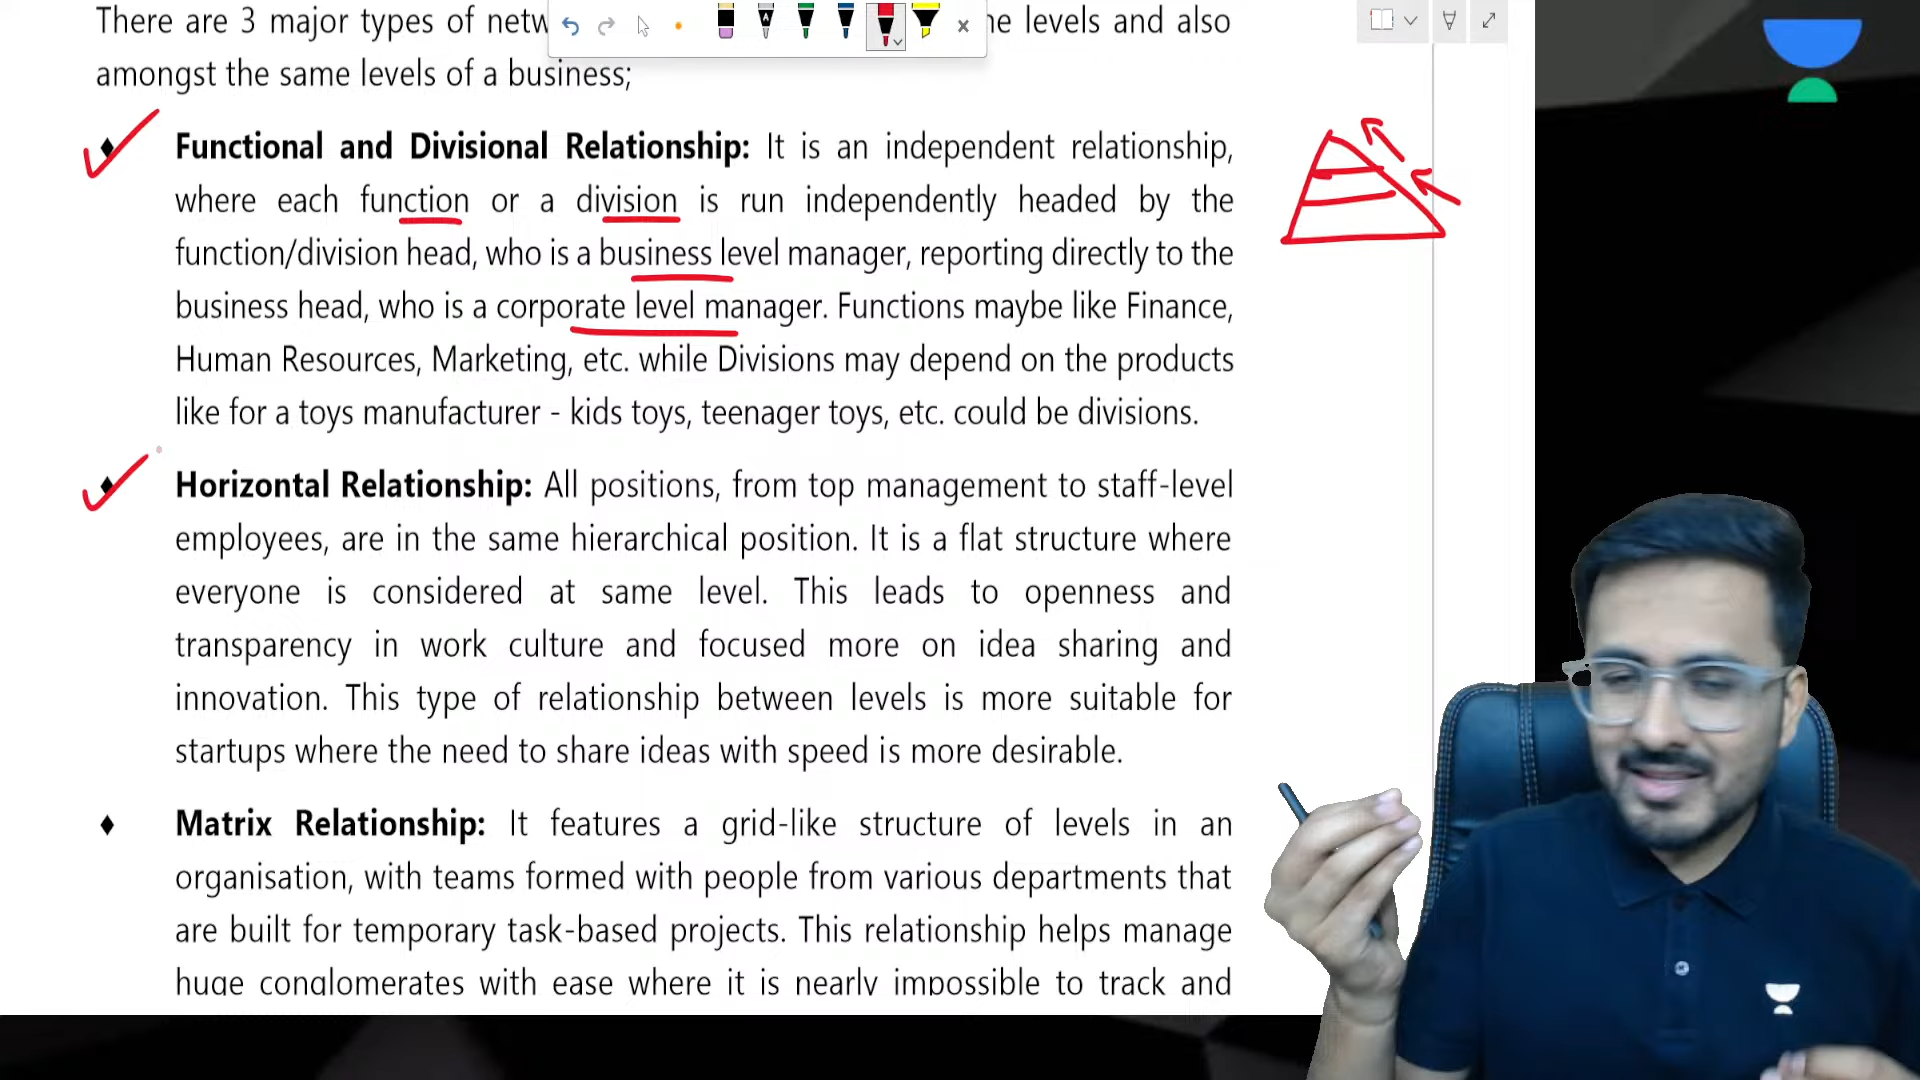 There are 3 major types of netw he levels and also
amongst the same levels of a business;
♦ Functional and Divisional Relationship: It is an independent relationship,
where each function or a division is run independently headed by the
function/division head, who is a business level manager, reporting directly to the
business head, who is a corporate level manager. Functions maybe like Finance,
Human Resources, Marketing, etc. while Divisions may depend on the products
like for a toys manufacturer - kids toys, teenager toys, etc. could be divisions.
♦ Horizontal Relationship: All positions, from top management to staff-level
employees, are in the same hierarchical position. It is a flat structure where
everyone is considered at same level. This leads to openness and
transparency in work culture and focused more on idea sharing and
innovation. This type of relationship between levels is more suitable for
startups where the need to share ideas with speed is more desirable.
♦ Matrix Relationship: It features a grid-like structure of levels in an
organisation, with teams formed with people from various departments that
are built for temporary task-based projects. This relationship helps manage
huge conglomerates with ease where it is nearly impossible to track and